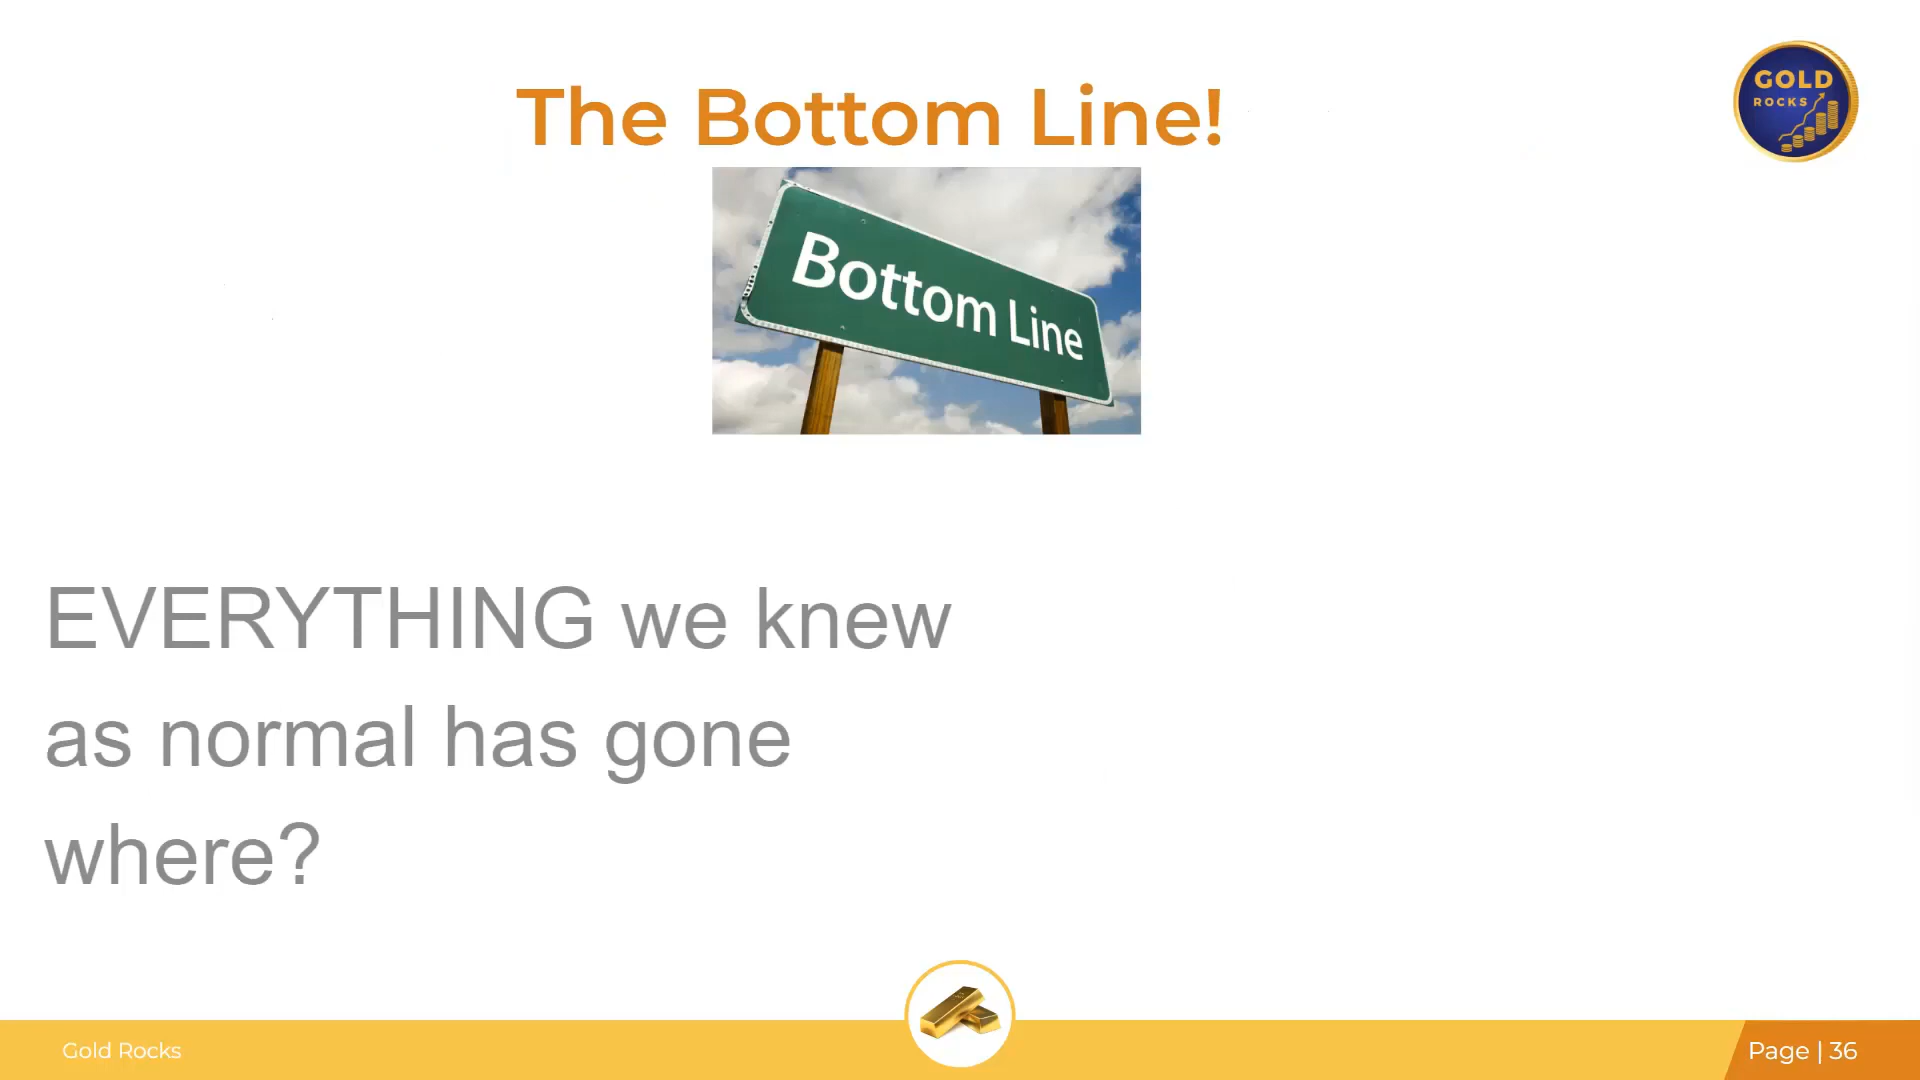 The Bottom Line!
GOLD
ROCKS
Bottom Line
EVERYTHING we knew
as normal has gone
where?
Gold Rocks
Page | 36